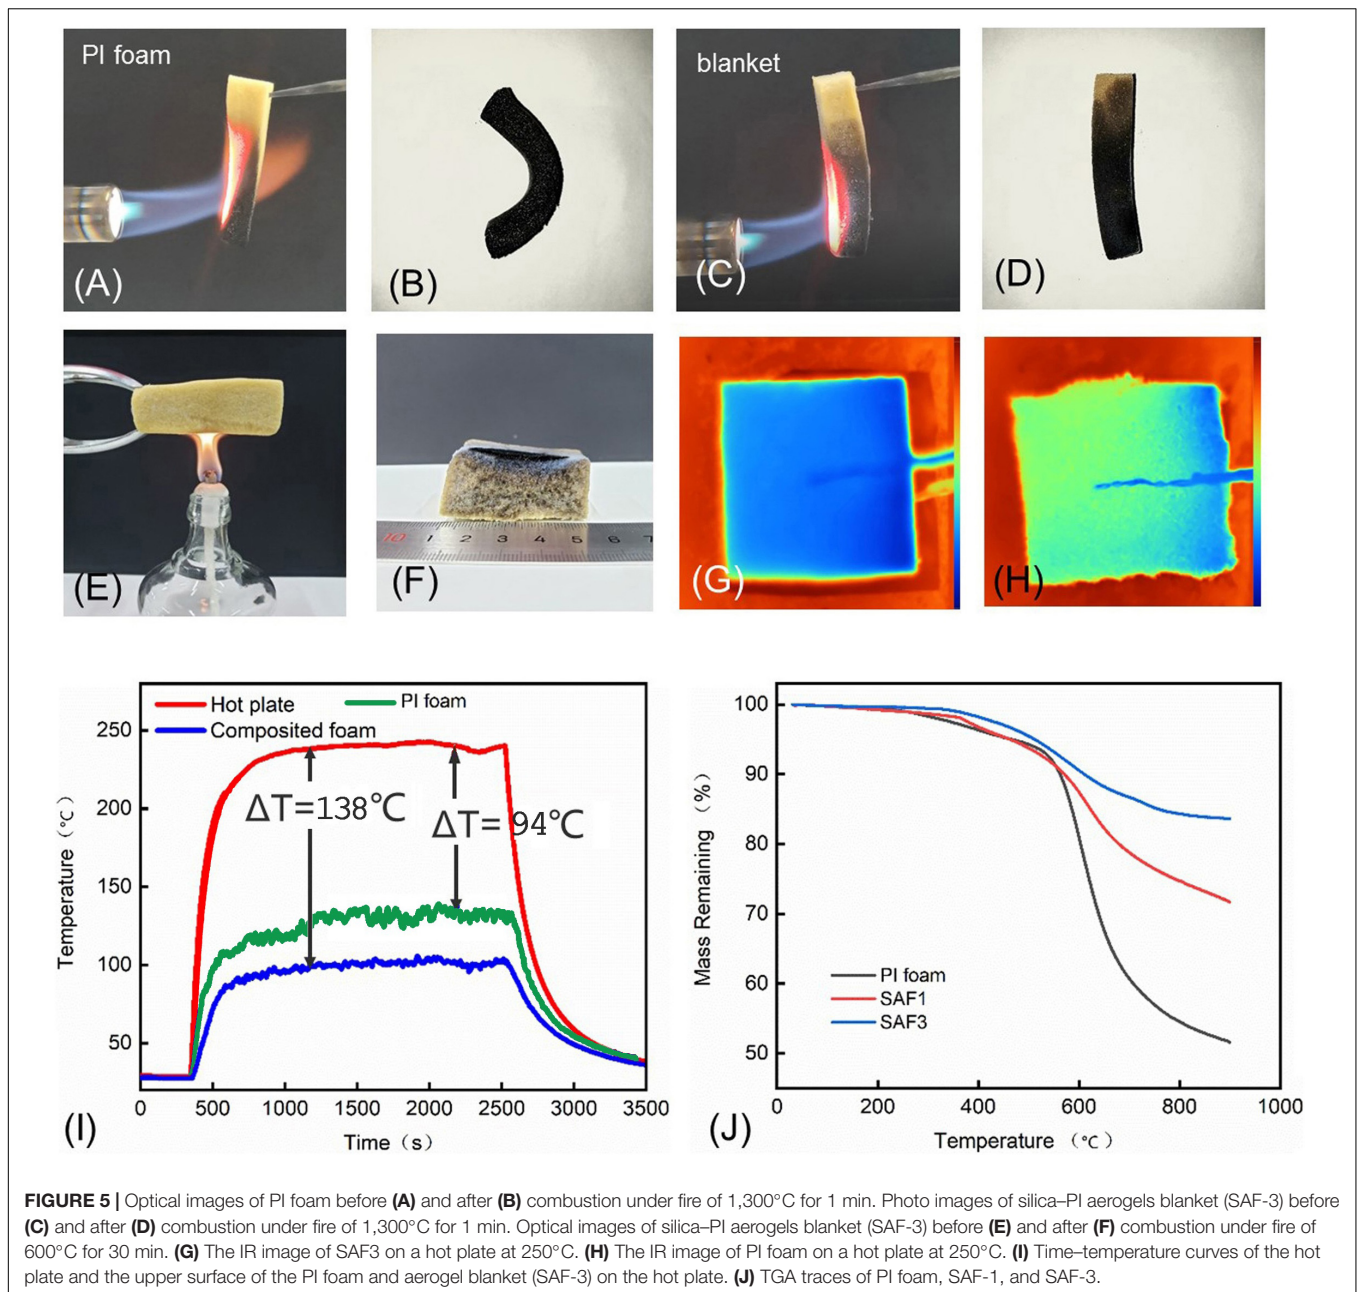 PI foam
blanket
(A)
(B)
(C)
(D)
(E)
(F)
(G)
(H)
10 1 2 3 4 5 6 7
Hot plate
PI foam
Composited foam
250
200
150
100
50
ΔT=138℃
ΔT= 94℃
Temperature（℃）
0 500 1000 1500 2000 2500 3000 3500
Time（s）
(I)
100
90
80
70
60
50
Mass Remaining （%）
PI foam
SAF1
SAF3
0 200 400 600 800 1000
Temperature （℃）
(J)
FIGURE 5 | Optical images of PI foam before (A) and after (B) combustion under fire of 1,300°C for 1 min. Photo images of silica–PI aerogels blanket (SAF-3) before
(C) and after (D) combustion under fire of 1,300°C for 1 min. Optical images of silica–PI aerogels blanket (SAF-3) before (E) and after (F) combustion under fire of
600°C for 30 min. (G) The IR image of SAF3 on a hot plate at 250°C. (H) The IR image of PI foam on a hot plate at 250°C. (I) Time–temperature curves of the hot
plate and the upper surface of the PI foam and aerogel blanket (SAF-3) on the hot plate. (J) TGA traces of PI foam, SAF-1, and SAF-3.